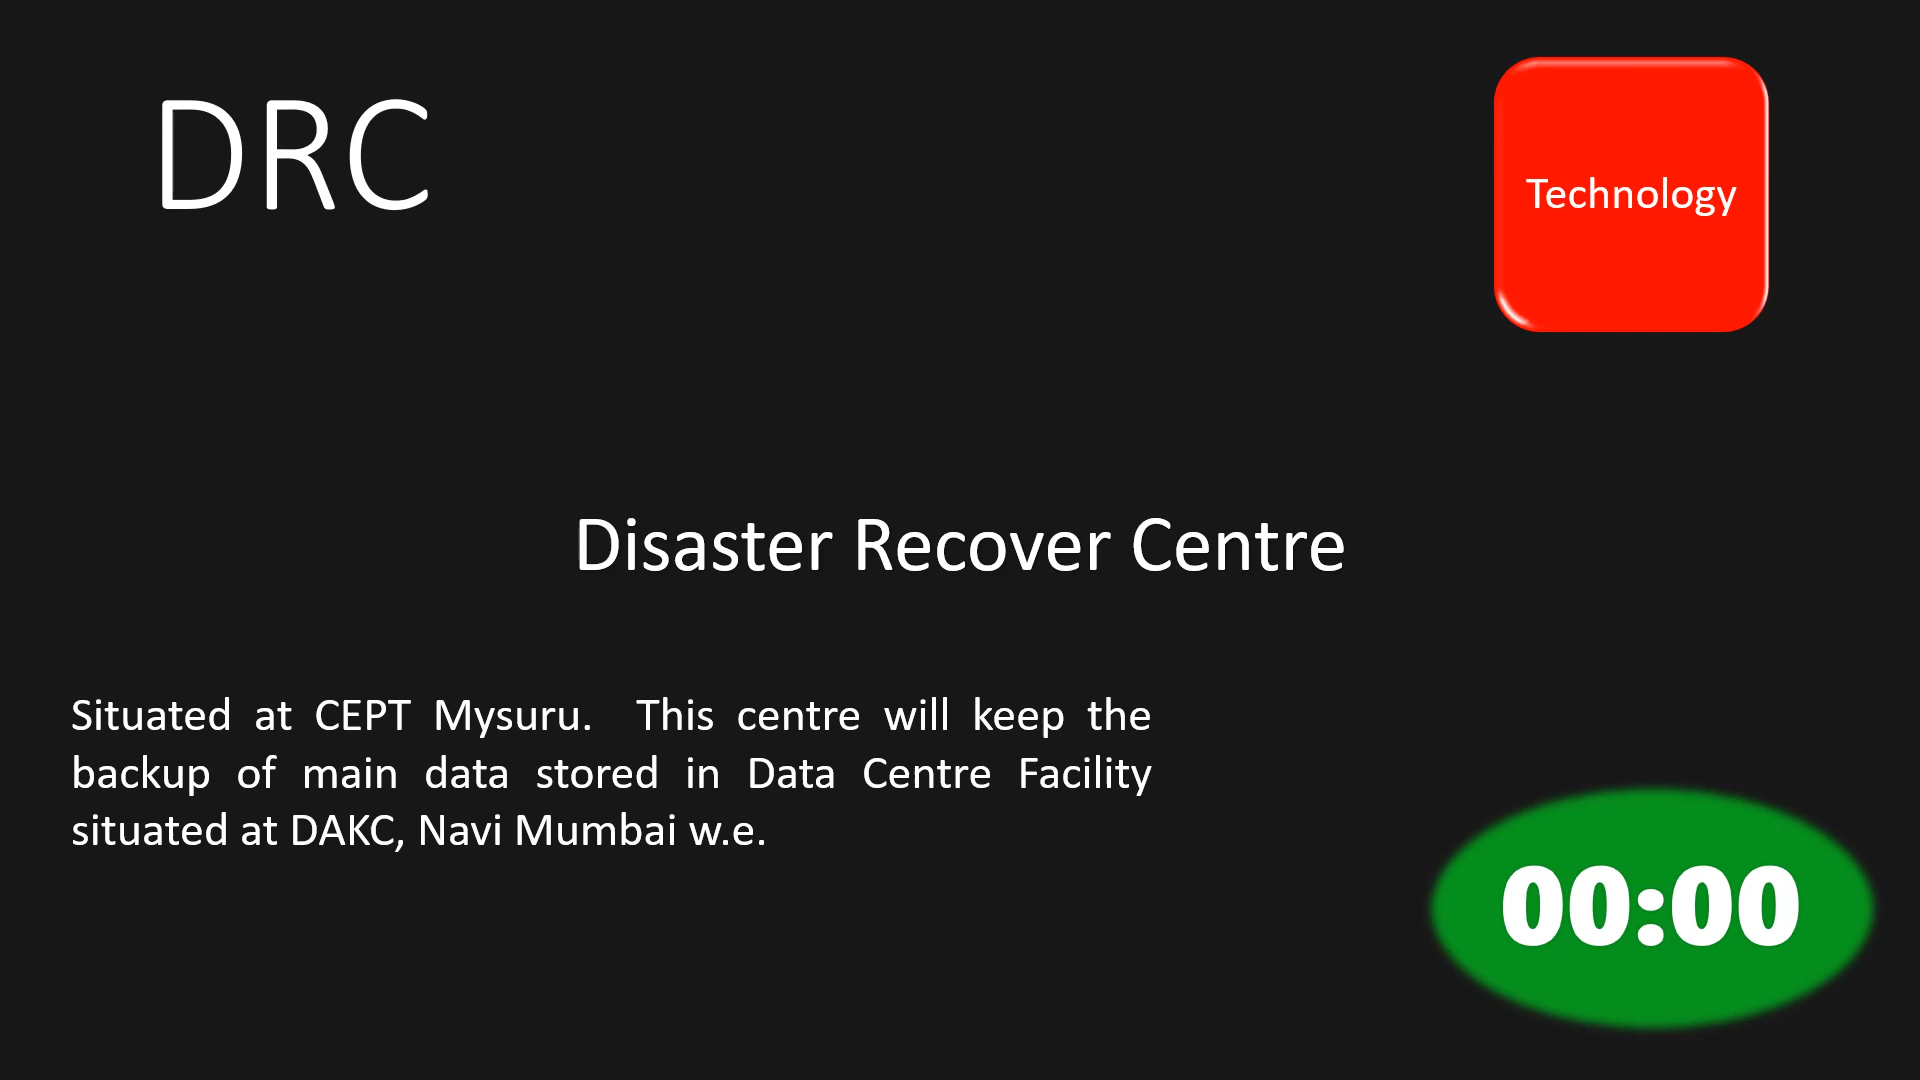 DRC
Technology
Disaster Recover Centre
Situated at CEPT Mysuru. This centre will keep the
backup of main data stored in Data Centre Facility
situated at DAKC, Navi Mumbai w.e.
00:00